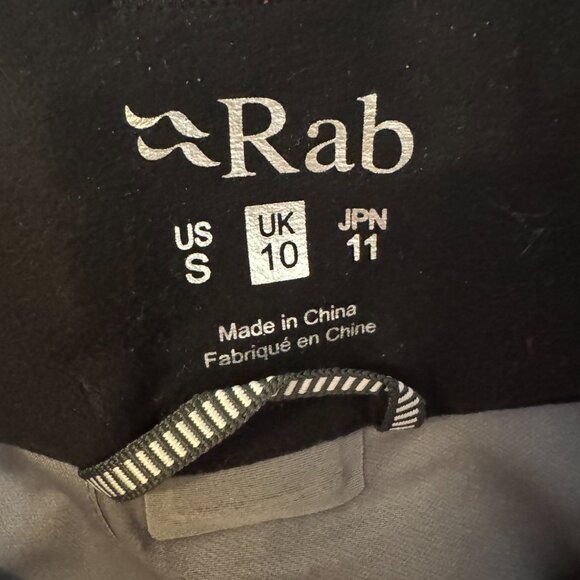 Rab
US UK JPN
S 10 11
Made in China
Fabriqué en Chine